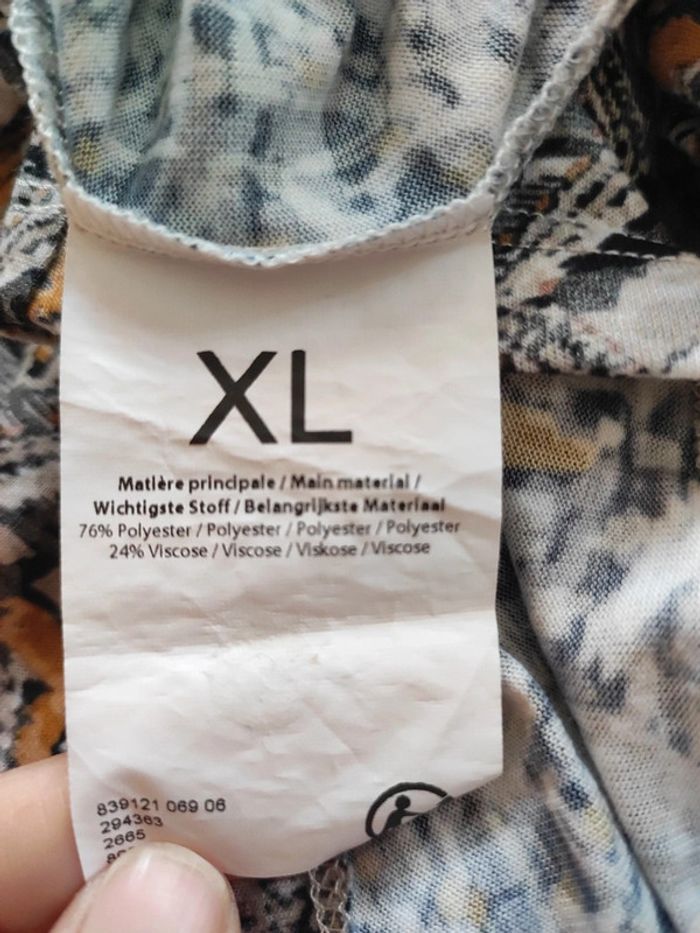 XL
Matière principale / Main material /
Wichtigste Stoff / Belangrijkste Materiaal
76% Polyester / Polyester / Polyester / Polyester
24% Viscose / Viscose / Viskose / Viscose
839121 069 06
294363
2665